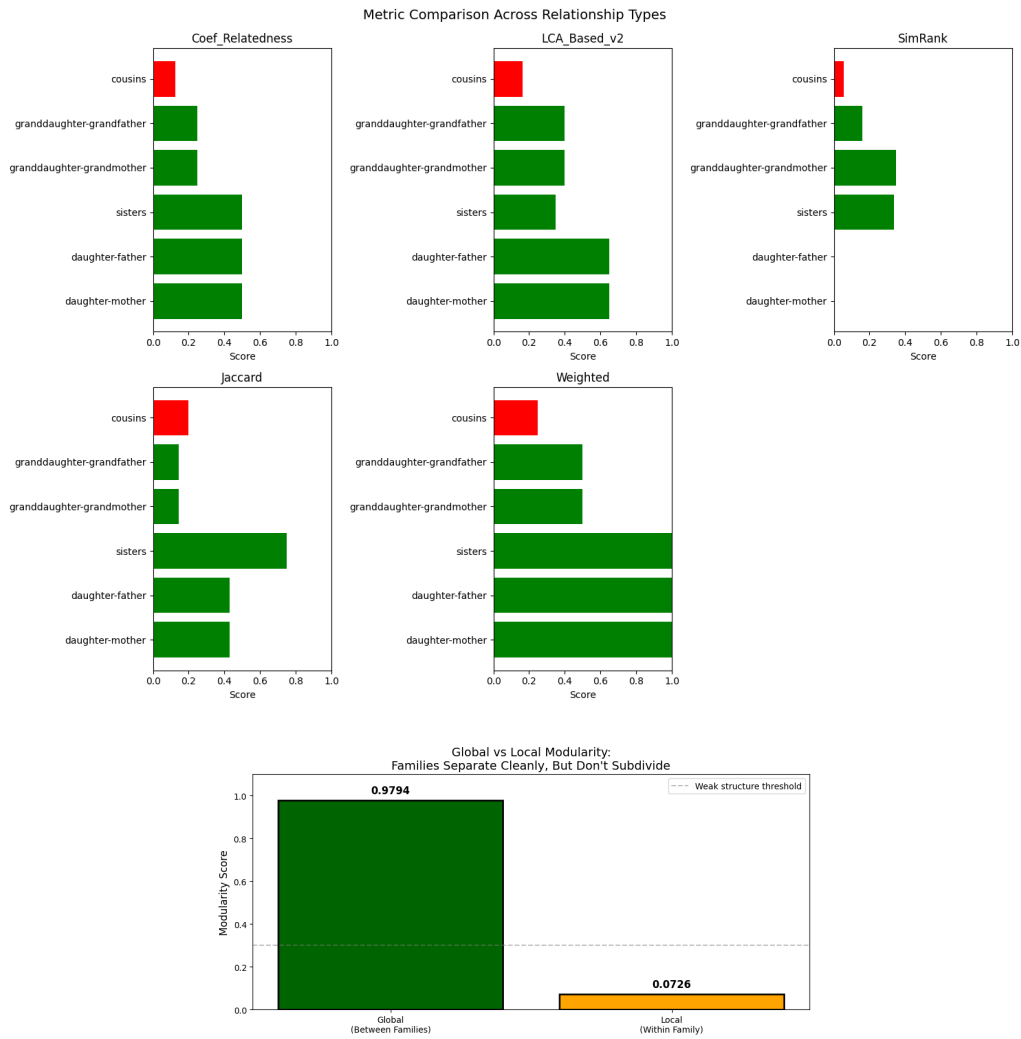 Metric Comparison Across Relationship Types
Coef_Relatedness
cousins
granddaughter-grandfather
granddaughter-grandmother
sisters
daughter-father
daughter-mother
0.0 0.2 0.4 0.6 0.8 1.0
Score
LCA_Based_v2
cousins
granddaughter-grandfather
granddaughter-grandmother
sisters
daughter-father
daughter-mother
0.0 0.2 0.4 0.6 0.8 1.0
Score
SimRank
cousins
granddaughter-grandfather
granddaughter-grandmother
sisters
daughter-father
daughter-mother
0.0 0.2 0.4 0.6 0.8 1.0
Score
Jaccard
cousins
granddaughter-grandfather
granddaughter-grandmother
sisters
daughter-father
daughter-mother
0.0 0.2 0.4 0.6 0.8 1.0
Score
Weighted
cousins
granddaughter-grandfather
granddaughter-grandmother
sisters
daughter-father
daughter-mother
0.0 0.2 0.4 0.6 0.8 1.0
Score
Global vs Local Modularity:
Families Separate Cleanly, But Don't Subdivide
Weak structure threshold
Modularity Score
1.0
0.8
0.6
0.4
0.2
0.0
0.9794
0.0726
Global
(Between Families)
Local
(Within Family)